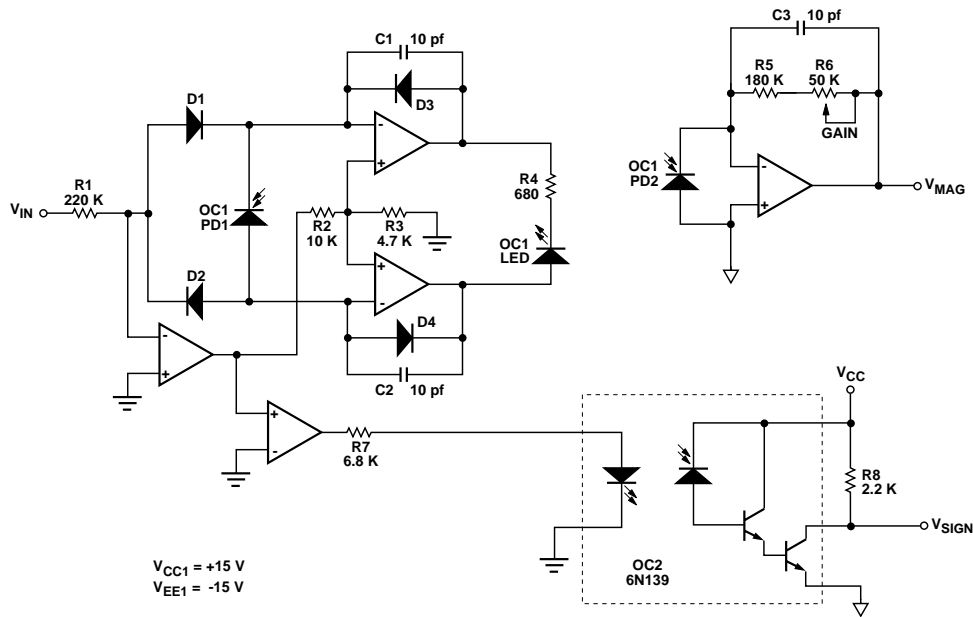 C1 10 pf
D3
-
+
D1
R1
220 K
V_IN
OC1
PD1
D2
R2
10 K
R3
4.7 K
R4
680
OC1
LED
+
-
D4
C2 10 pf
-
+
+
-
R7
6.8 K
C3 10 pf
R5
180 K
R6
50 K
GAIN
OC1
PD2
-
+
V_MAG
V_CC
R8
2.2 K
V_SIGN
OC2
6N139
V_CC1 = +15 V
V_EE1 = -15 V